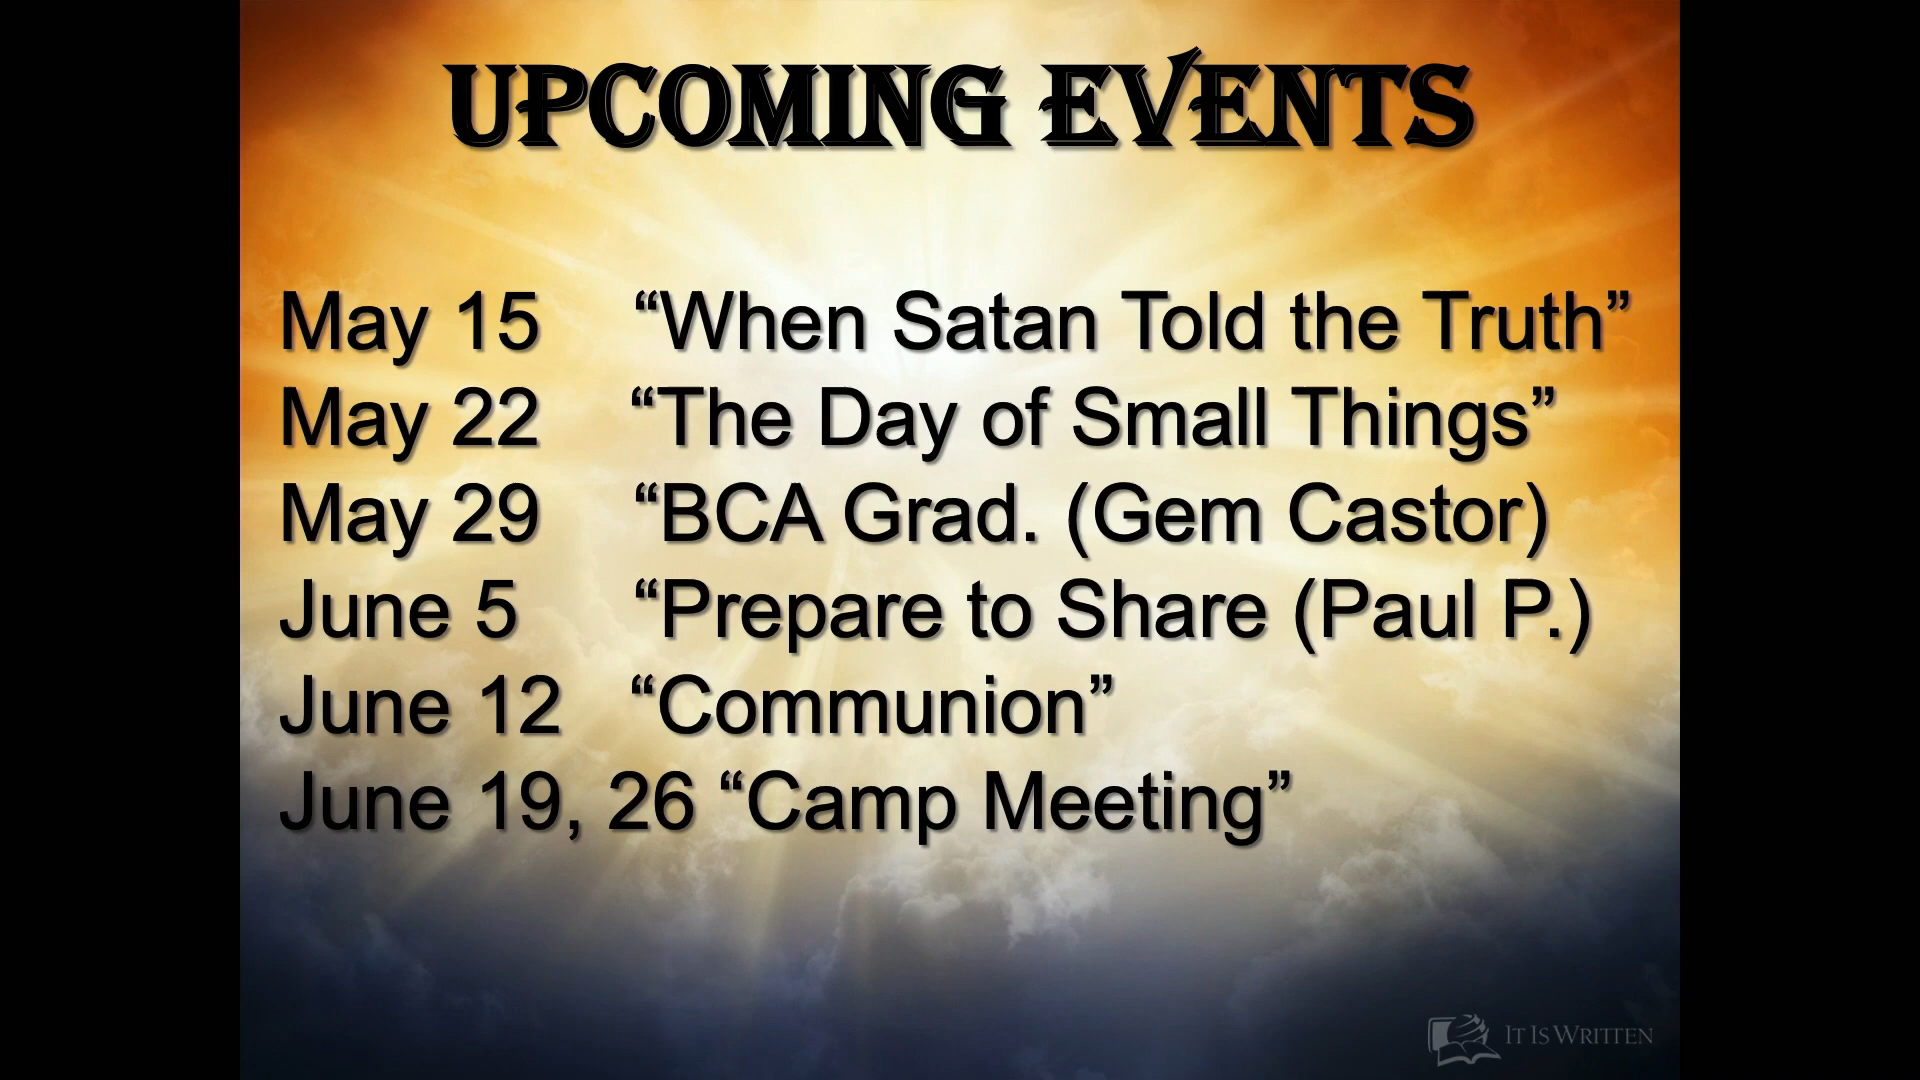 UPCOMING EVENTS
May 15 “When Satan Told the Truth”
May 22 “The Day of Small Things”
May 29 “BCA Grad. (Gem Castor)
June 5 “Prepare to Share (Paul P.)
June 12 “Communion”
June 19, 26 “Camp Meeting”
IT IS WRITTEN